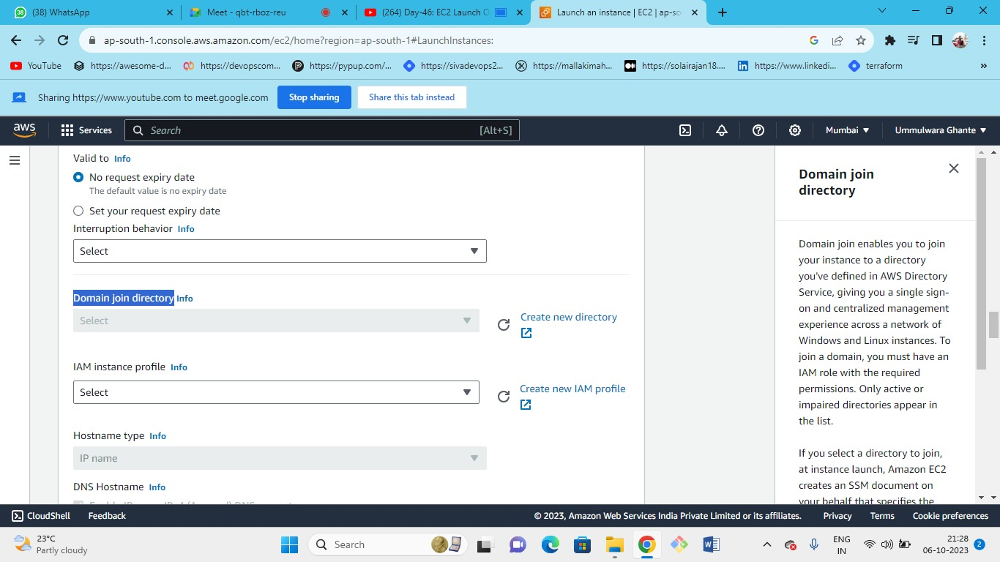 38
(38) WhatsApp
Meet - qbt-rboz-reu
(264) Day-46: EC2 Launch O
Launch an instance | EC2 | ap-so
ap-south-1.console.aws.amazon.com/ec2/home?region=ap-south-1#LaunchInstances:
YouTube
https://awesome-d...
https://devopscom...
https://pypup.com/...
https://sivadevops2...
https://mallakimah...
https://solairajan18....
https://www.linkedi...
terraform
»
Sharing https://www.youtube.com to meet.google.com
Stop sharing
Share this tab instead
aws
Services
Search
[Alt+S]
Mumbai
Ummulwara Ghante
Valid to Info
No request expiry date
The default value is no expiry date
Set your request expiry date
Interruption behavior Info
Select
Domain join directory Info
Select
Create new directory
IAM instance profile Info
Select
Create new IAM profile
Hostname type Info
IP name
DNS Hostname Info
Domain join
directory
Domain join enables you to join
your instance to a directory
you've defined in AWS Directory
Service, giving you a single sign-
on and centralized management
experience across a network of
Windows and Linux instances. To
join a domain, you must have an
IAM role with the required
permissions. Only active or
impaired directories appear in
the list.
If you select a directory to join,
at instance launch, Amazon EC2
creates an SSM document on
your behalf that specifies the
CloudShell
Feedback
© 2023, Amazon Web Services India Private Limited or its affiliates.
Privacy
Terms
Cookie preferences
23°C
Partly cloudy
Search
ENG
IN
21:28
06-10-2023
2